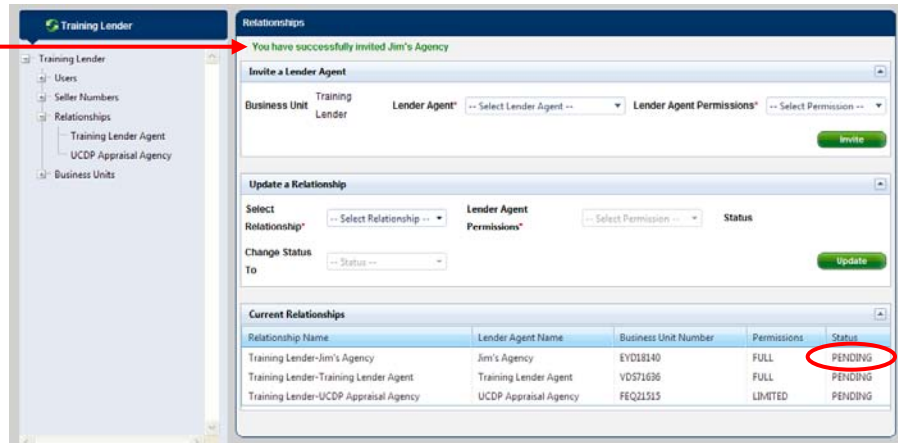 Training Lender
Training Lender
Users
Seller Numbers
Relationships
Training Lender Agent
UCDP Appraisal Agency
Business Units
Relationships
You have successfully invited Jim's Agency
Invite a Lender Agent
Business Unit Training Lender Lender Agent* -- Select Lender Agent -- Lender Agent Permissions* -- Select Permission --
Invite
Update a Relationship
Select Relationship* -- Select Relationship -- Lender Agent Permissions* -- Select Permission -- Status
Change Status To -- Status --
Update
Current Relationships
Relationship Name Lender Agent Name Business Unit Number Permissions Status
Training Lender-Jim's Agency Jim's Agency EYD18140 FULL PENDING
Training Lender-Training Lender Agent Training Lender Agent VDS71636 FULL PENDING
Training Lender-UCDP Appraisal Agency UCDP Appraisal Agency FEQ21515 LIMITED PENDING